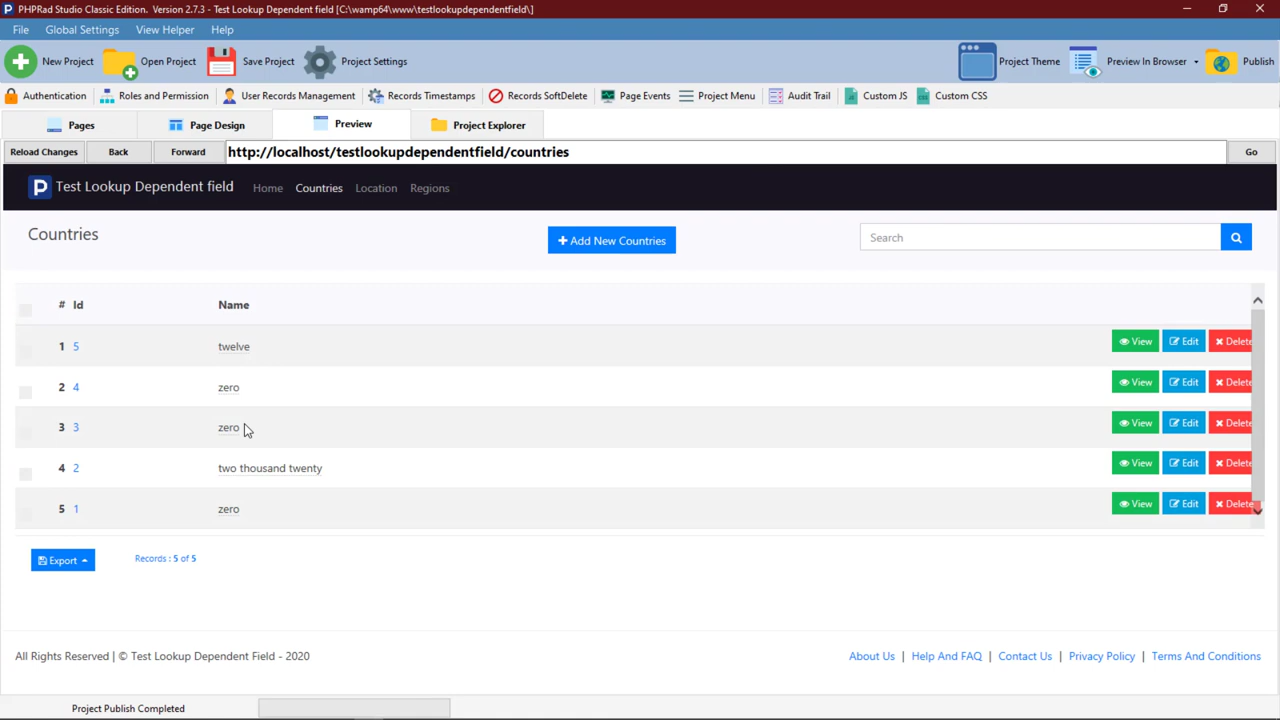 PHPRad Studio Classic Edition. Version 2.7.3 - Test Lookup Dependent field [C:\wamp64\www\testlookupdependentfield\]
File Global Settings View Helper Help
New Project Open Project Save Project Project Settings Project Theme Preview In Browser Publish
Authentication Roles and Permission User Records Management Records Timestamps Records SoftDelete Page Events Project Menu Audit Trail Custom JS Custom CSS
Pages Page Design Preview Project Explorer
Reload Changes Back Forward http://localhost/testlookupdependentfield/countries Go
Test Lookup Dependent field Home Countries Location Regions
Countries + Add New Countries Search
# Id Name
1 5 twelve View Edit Delete
2 4 zero View Edit Delete
3 3 zero View Edit Delete
4 2 two thousand twenty View Edit Delete
5 1 zero View Edit Delete
Export Records : 5 of 5
All Rights Reserved | © Test Lookup Dependent Field - 2020 About Us | Help And FAQ | Contact Us | Privacy Policy | Terms And Conditions
Project Publish Completed